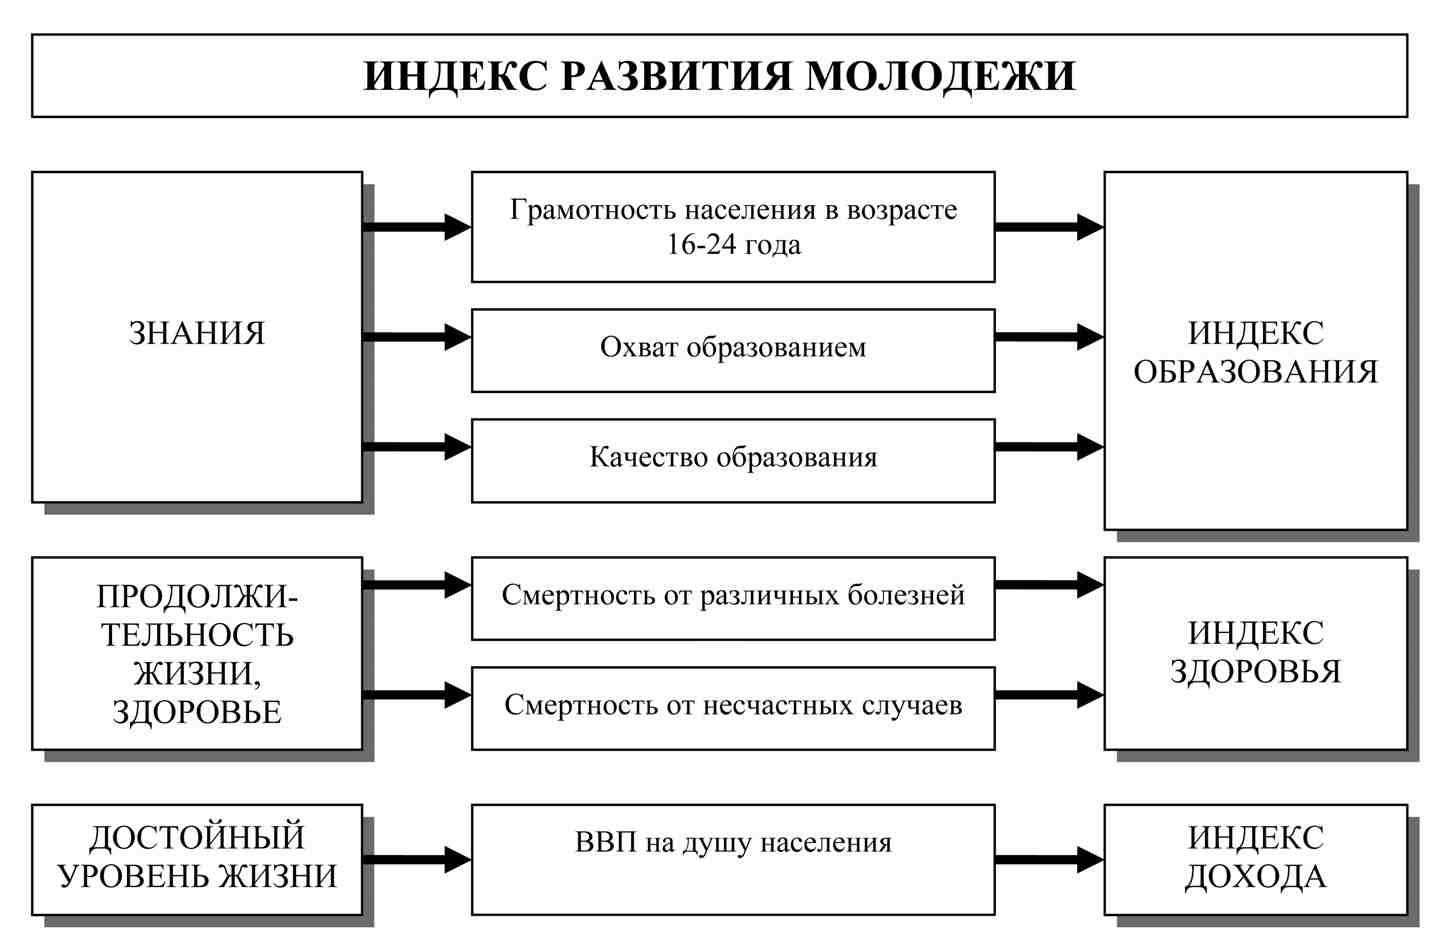 ИНДЕКС РАЗВИТИЯ МОЛОДЕЖИ
ЗНАНИЯ
Грамотность населения в возрасте
16-24 года
Охват образованием
Качество образования
ИНДЕКС
ОБРАЗОВАНИЯ
ПРОДОЛЖИ-
ТЕЛЬНОСТЬ
ЖИЗНИ,
ЗДОРОВЬЕ
Смертность от различных болезней
Смертность от несчастных случаев
ИНДЕКС
ЗДОРОВЬЯ
ДОСТОЙНЫЙ
УРОВЕНЬ ЖИЗНИ
ВВП на душу населения
ИНДЕКС
ДОХОДА